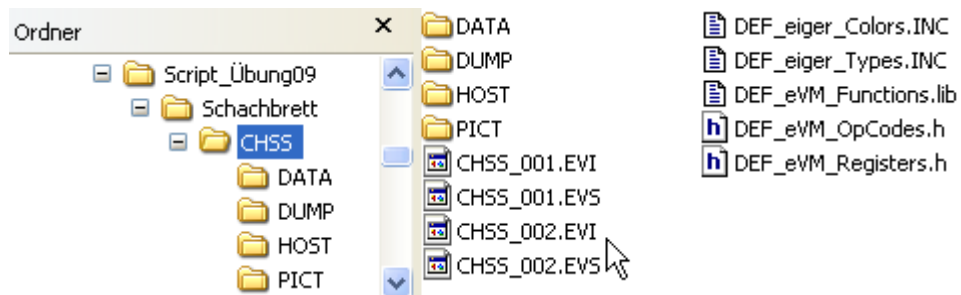 Ordner
Script_Übung09
Schachbrett
CHSS
DATA
DUMP
HOST
PICT
DATA
DUMP
HOST
PICT
CHSS_001.EVI
CHSS_001.EVS
CHSS_002.EVI
CHSS_002.EVS
DEF_eiger_Colors.INC
DEF_eiger_Types.INC
DEF_eVM_Functions.lib
DEF_eVM_OpCodes.h
DEF_eVM_Registers.h